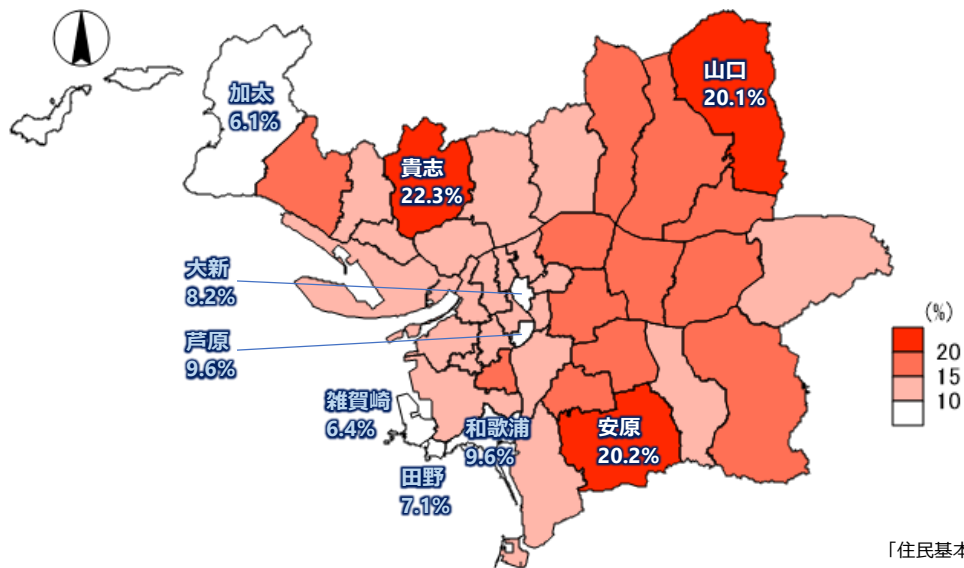 山口
20.1%
加太
6.1%
貴志
22.3%
大新
8.2%
芦原
9.6%
雑賀崎
6.4%
和歌浦
9.6%
田野
7.1%
安原
20.2%
(%)
20
15
10
「住民基本